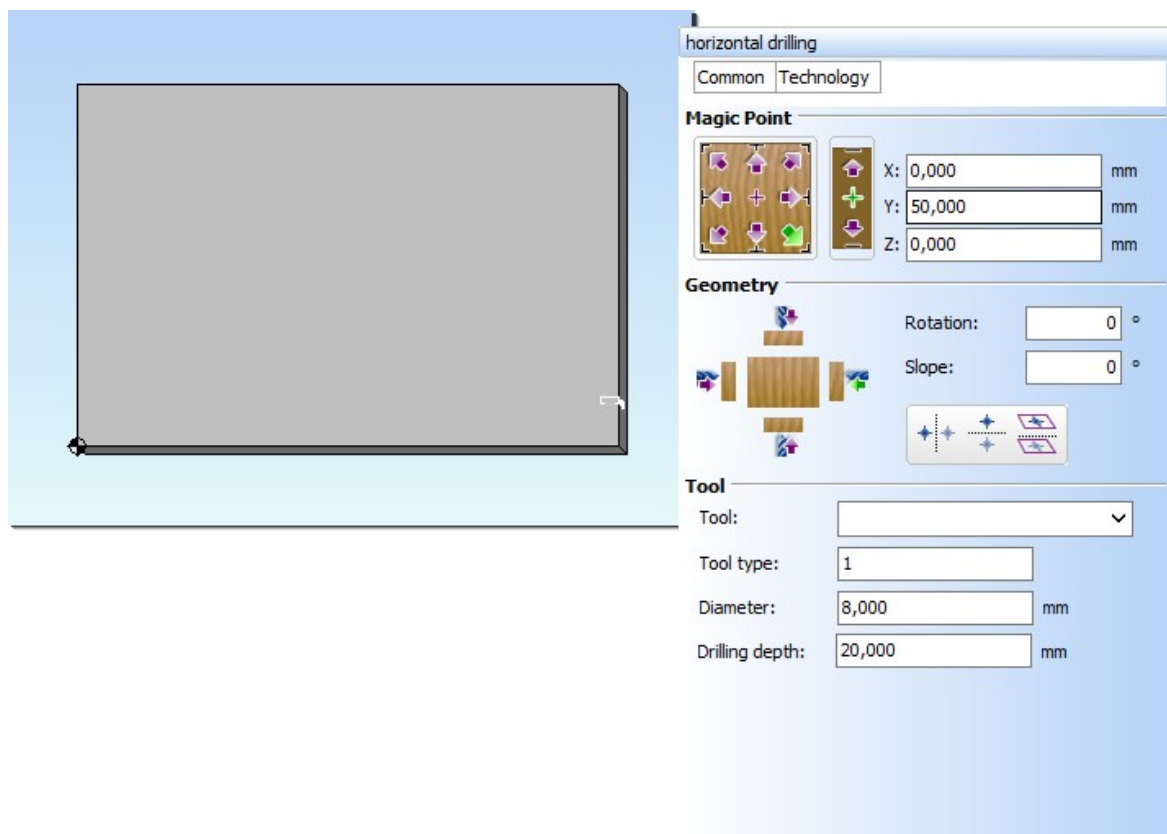 horizontal drilling
Common Technology
Magic Point
X: 0,000 mm
Y: 50,000 mm
Z: 0,000 mm
Geometry
Rotation: 0 °
Slope: 0 °
Tool
Tool:
Tool type: 1
Diameter: 8,000 mm
Drilling depth: 20,000 mm